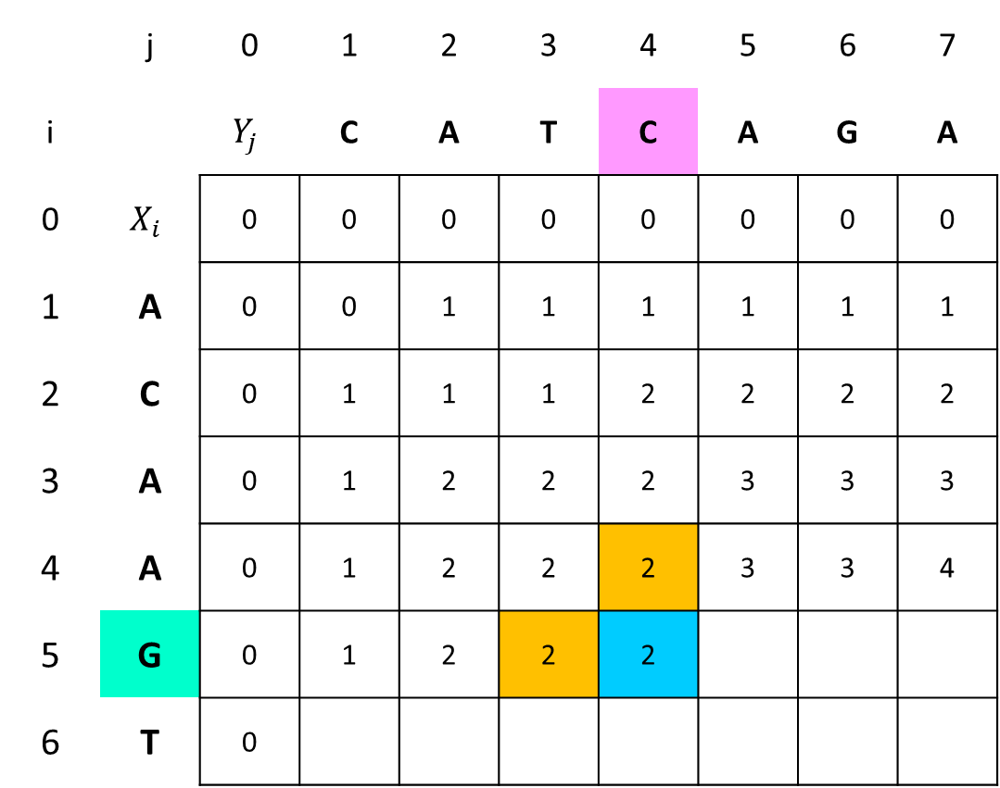 j 0 1 2 3 4 5 6 7
i Yj C A T C A G A
0 Xi 0 0 0 0 0 0 0 0
1 A 0 0 1 1 1 1 1 1
2 C 0 1 1 1 2 2 2 2
3 A 0 1 2 2 2 3 3 3
4 A 0 1 2 2 2 3 3 4
5 G 0 1 2 2 2
6 T 0